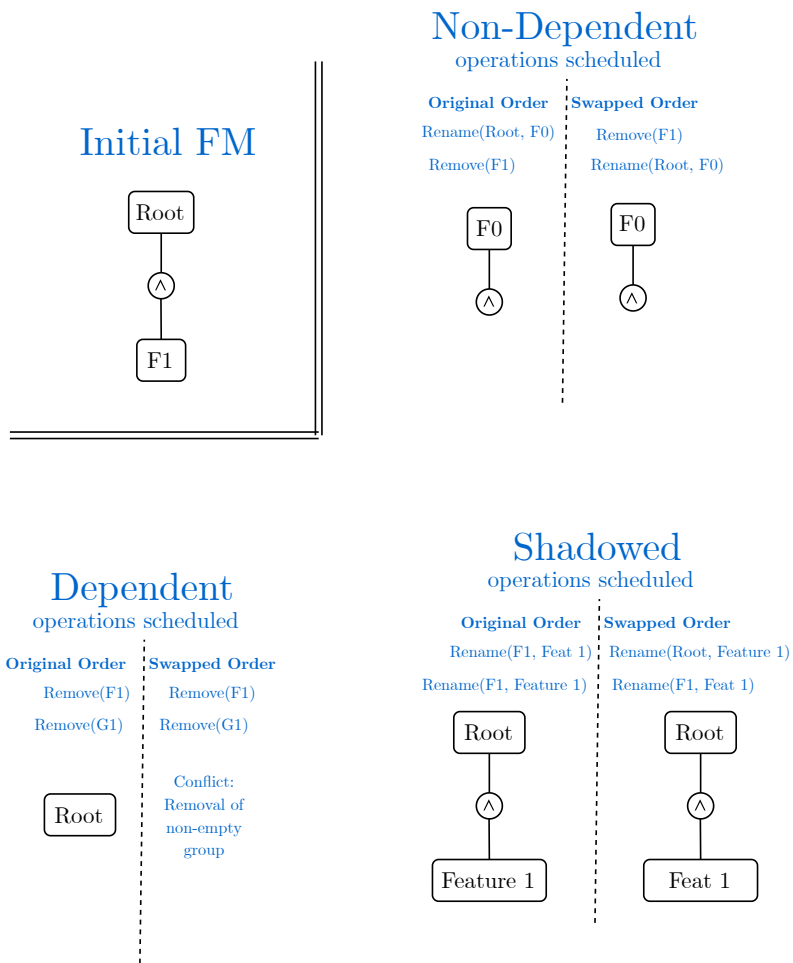 Initial FM
Root
∧
F1
Non-Dependent
operations scheduled
Original Order
Rename(Root, F0)
Remove(F1)
F0
∧
Swapped Order
Remove(F1)
Rename(Root, F0)
F0
∧
Dependent
operations scheduled
Original Order
Remove(F1)
Remove(G1)
Root
Swapped Order
Remove(F1)
Remove(G1)
Conflict:
Removal of
non-empty
group
Shadowed
operations scheduled
Original Order
Rename(F1, Feat 1)
Rename(F1, Feature 1)
Root
∧
Feature 1
Swapped Order
Rename(Root, Feature 1)
Rename(F1, Feat 1)
Root
∧
Feat 1